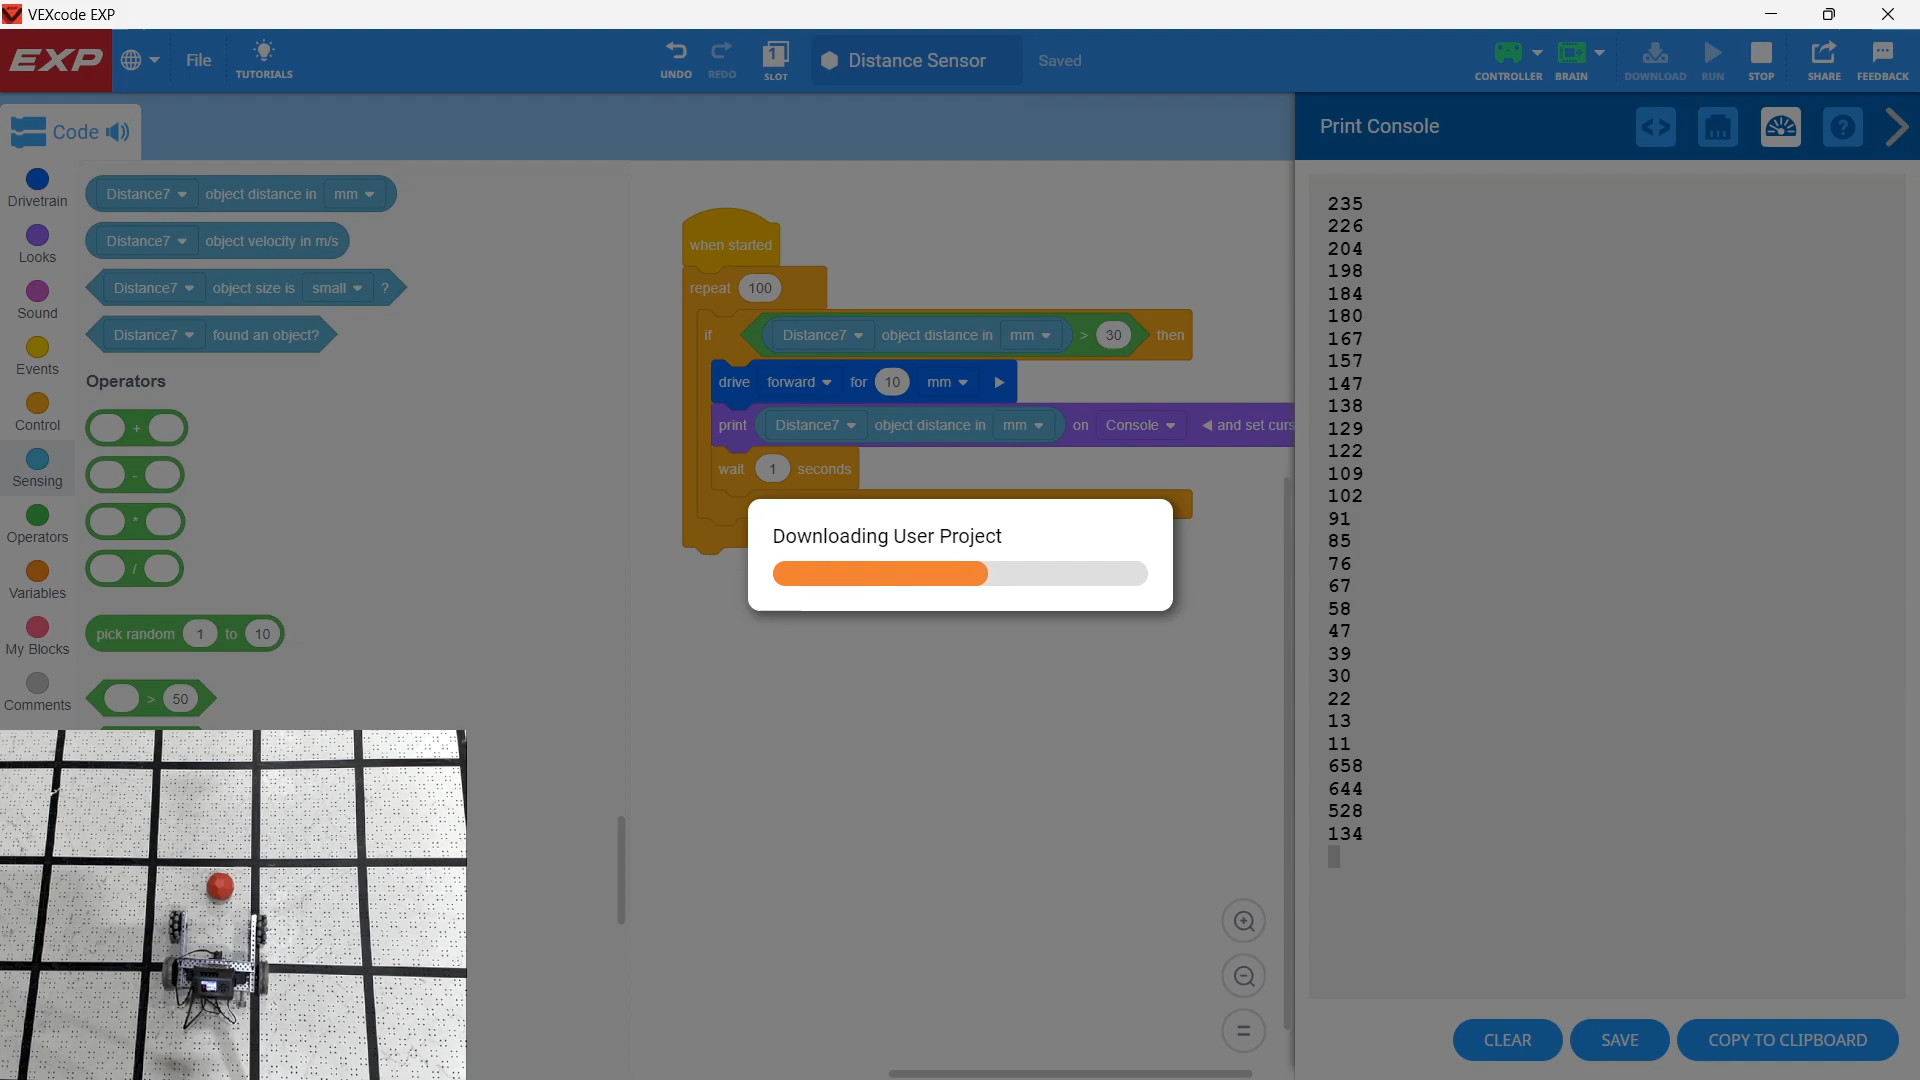 VEXcode EXP
EXP
File
TUTORIALS
UNDO
REDO
1
SLOT
Distance Sensor
Saved
CONTROLLER
BRAIN
DOWNLOAD
RUN
STOP
SHARE
FEEDBACK
Code
Print Console
Drivetrain
Looks
Sound
Events
Control
Sensing
Operators
Variables
My Blocks
Comments
Distance7 object distance in mm
Distance7 object velocity in m/s
Distance7 object size is small ?
Distance7 found an object?
Operators
+
-
*
/
pick random 1 to 10
> 50
when started
repeat 100
if Distance7 object distance in mm > 30 then
drive forward for 10 mm
print Distance7 object distance in mm on Console and set curs
wait 1 seconds
Downloading User Project
235
226
204
198
184
180
167
157
147
138
129
122
109
102
91
85
76
67
58
47
39
30
22
13
11
658
644
528
134
CLEAR
SAVE
COPY TO CLIPBOARD